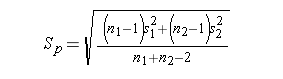 S_p = √(((n_1−1)s_1^2+(n_2−1)s_2^2)/(n_1+n_2−2))